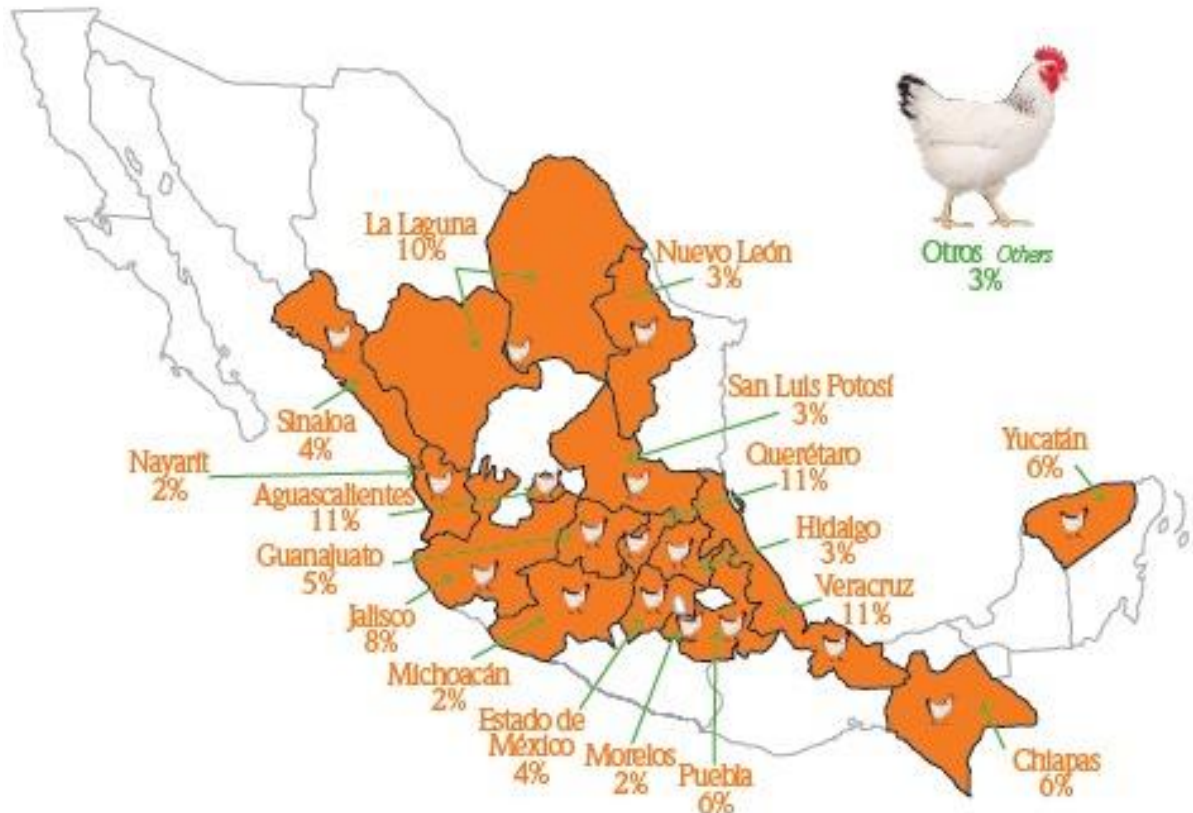 La Laguna
10%
Nuevo León
3%
Otros Others
3%
San Luis Potosí
3%
Sinaloa
4%
Querétaro
11%
Yucatán
6%
Nayarit
2%
Aguascalientes
11%
Hidalgo
3%
Guanajuato
5%
Veracruz
11%
Jalisco
8%
Michoacán
2%
Estado de
México
4%
Morelos
2%
Puebla
6%
Chiapas
6%